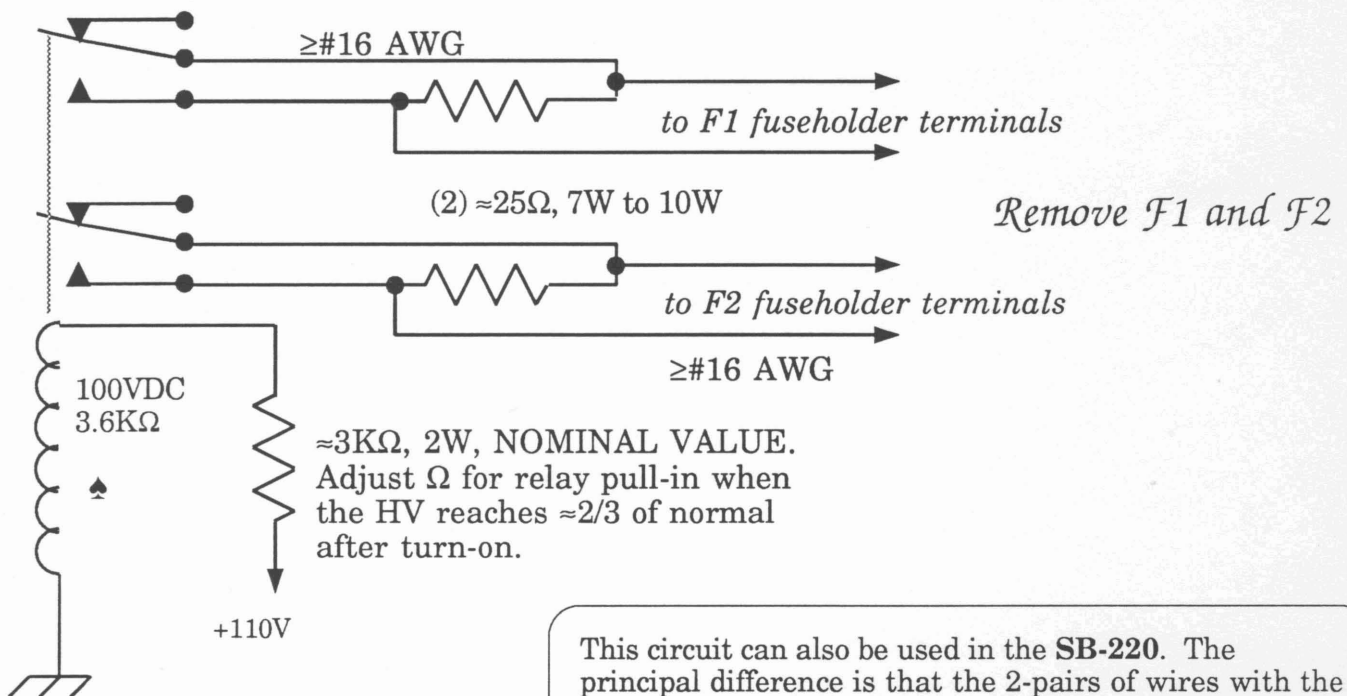 ≥#16 AWG
to F1 fuseholder terminals
(2) ≈25Ω, 7W to 10W
Remove F1 and F2
to F2 fuseholder terminals
≥#16 AWG
100VDC
3.6KΩ
≈3KΩ, 2W, NOMINAL VALUE.
Adjust Ω for relay pull-in when
the HV reaches ≈2/3 of normal
after turn-on.
+110V
This circuit can also be used in the SB-220. The
principal difference is that the 2-pairs of wires with the